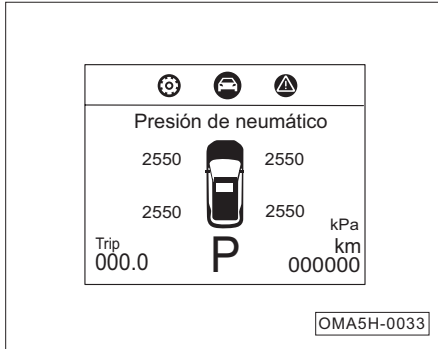 Presión de neumático
2550 2550
2550 2550
kPa
Trip km
000.0 P 000000
OMA5H-0033